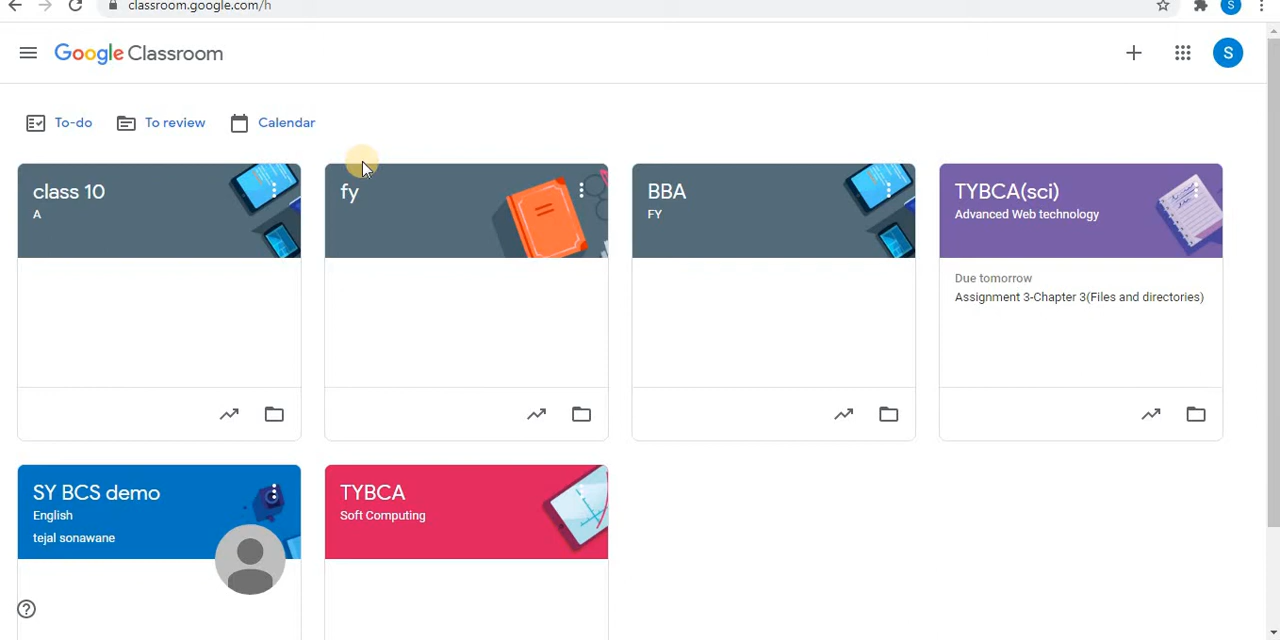 classroom.google.com/h
S
Google Classroom
S
To-do
To review
Calendar
class 10
A
fy
BBA
FY
TYBCA(sci)
Advanced Web technology
Due tomorrow
Assignment 3-Chapter 3(Files and directories)
SY BCS demo
English
tejal sonawane
TYBCA
Soft Computing